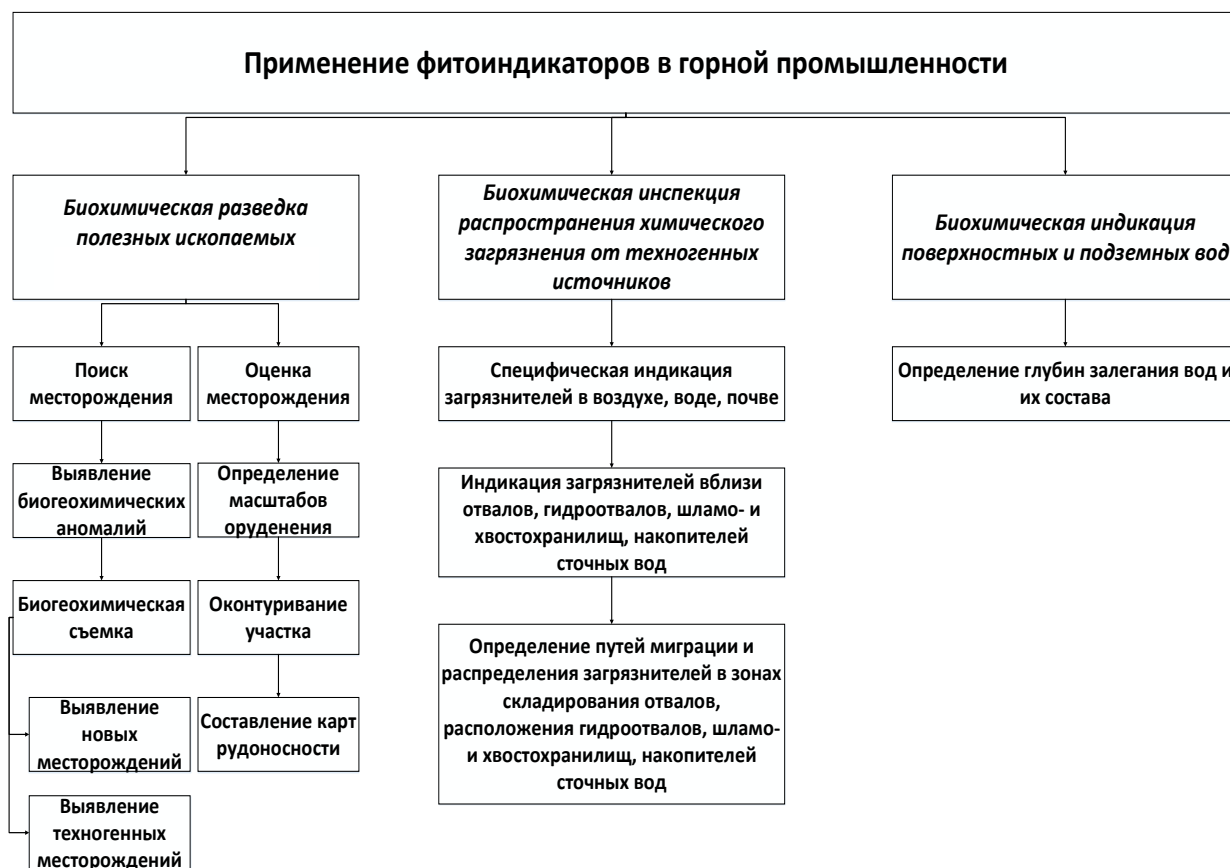 Применение фитоиндикаторов в горной промышленности
Биохимическая разведка
полезных ископаемых
Биохимическая инспекция
распространения химического
загрязнения от техногенных
источников
Биохимическая индикация
поверхностных и подземных вод
Поиск
месторождения
Оценка
месторождения
Специфическая индикация
загрязнителей в воздухе, воде, почве
Определение глубин залегания вод и
их состава
Выявление
биогеохимических
аномалий
Определение
масштабов
оруденения
Индикация загрязнителей вблизи
отвалов, гидроотвалов, шламо- и
хвостохранилищ, накопителей
сточных вод
Биогеохимическая
съемка
Оконтуривание
участка
Определение путей миграции и
распределения загрязнителей в зонах
складирования отвалов,
расположения гидроотвалов, шламо-
и хвостохранилищ, накопителей
сточных вод
Выявление
новых
месторождений
Составление карт
рудоносности
Выявление
техногенных
месторождений